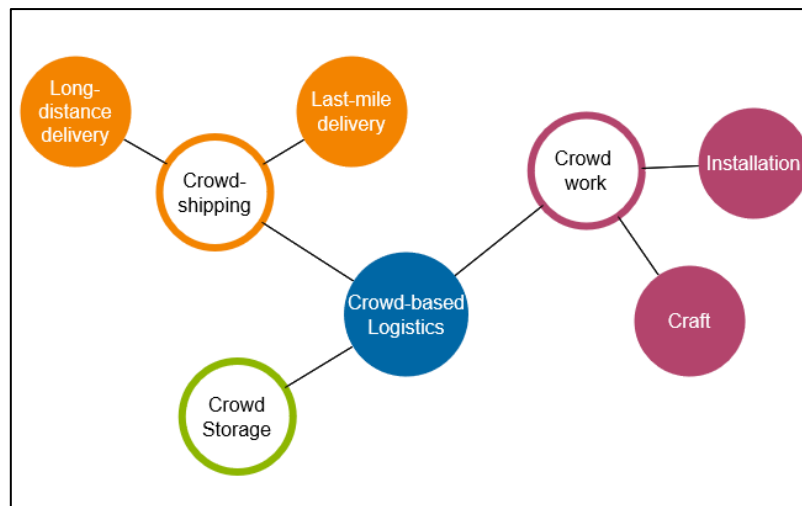 Long-
distance
delivery
Last-mile
delivery
Crowd-
shipping
Crowd
work
Installation
Crowd-based
Logistics
Craft
Crowd
Storage